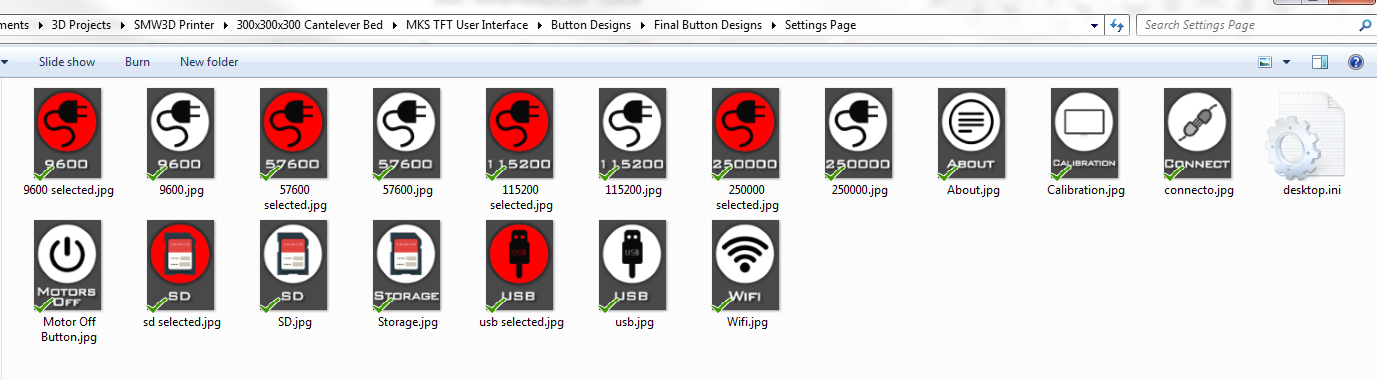 ments ▸ 3D Projects ▸ SMW3D Printer ▸ 300x300x300 Cantelever Bed ▸ MKS TFT User Interface ▸ Button Designs ▸ Final Button Designs ▸ Settings Page
Search Settings Page
Slide show Burn New folder
9600 9600 57600 57600 115200 115200 250000 250000 ABOUT CALIBRATION CONNECT
9600 selected.jpg 9600.jpg 57600 57600.jpg 115200 115200.jpg 250000 250000.jpg About.jpg Calibration.jpg connecto.jpg desktop.ini
selected.jpg selected.jpg selected.jpg
USB USB
MOTORS
OFF SD SD STORAGE USB USB WIFI
Motor Off sd selected.jpg SD.jpg Storage.jpg usb selected.jpg usb.jpg Wifi.jpg
Button.jpg